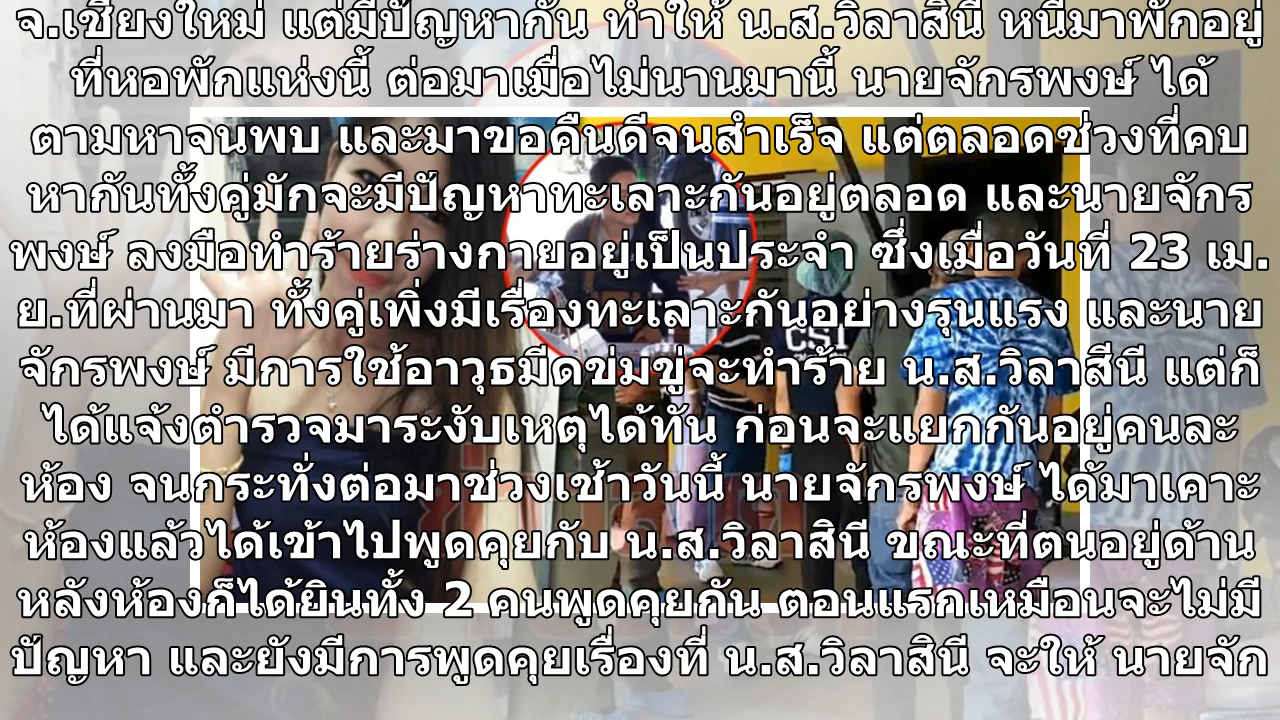 จ.เชียงใหม่ แต่มีปัญหากัน ทำให้ น.ส.วิลาสินี หนีมาพักอยู่
ที่หอพักแห่งนี้ ต่อมาเมื่อไม่นานมานี้ นายจักรพงษ์ ได้
ตามหาจนพบ และมาขอคืนดีจนสำเร็จ แต่ตลอดช่วงที่คบ
หากันทั้งคู่มักจะมีปัญหาทะเลาะกันอยู่ตลอด และนายจักร
พงษ์ ลงมือทำร้ายร่างกายอยู่เป็นประจำ ซึ่งเมื่อวันที่ 23 เม.
ย.ที่ผ่านมา ทั้งคู่เพิ่งมีเรื่องทะเลาะกันอย่างรุนแรง และนาย
จักรพงษ์ มีการใช้อาวุธมีดข่มขู่จะทำร้าย น.ส.วิลาสีนี แต่ก็
ได้แจ้งตำรวจมาระงับเหตุได้ทัน ก่อนจะแยกกันอยู่คนละ
ห้อง จนกระทั่งต่อมาช่วงเช้าวันนี้ นายจักรพงษ์ ได้มาเคาะ
ห้องแล้วได้เข้าไปพูดคุยกับ น.ส.วิลาสินี ขณะที่ตนอยู่ด้าน
หลังห้องก็ได้ยินทั้ง 2 คนพูดคุยกัน ตอนแรกเหมือนจะไม่มี
ปัญหา และยังมีการพูดคุยเรื่องที่ น.ส.วิลาสินี จะให้ นายจัก
CSI